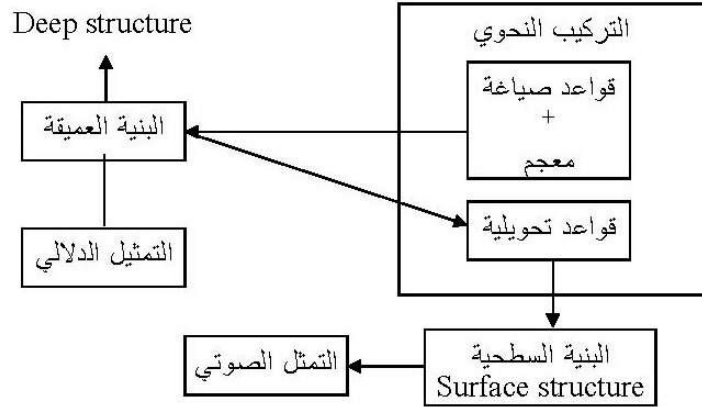 Deep structure
التركيب النحوي
قواعد صياغة
+
معجم
البنية العميقة
قواعد تحويلية
التمثيل الدلالي
البنية السطحية
Surface structure
التمثل الصوتي